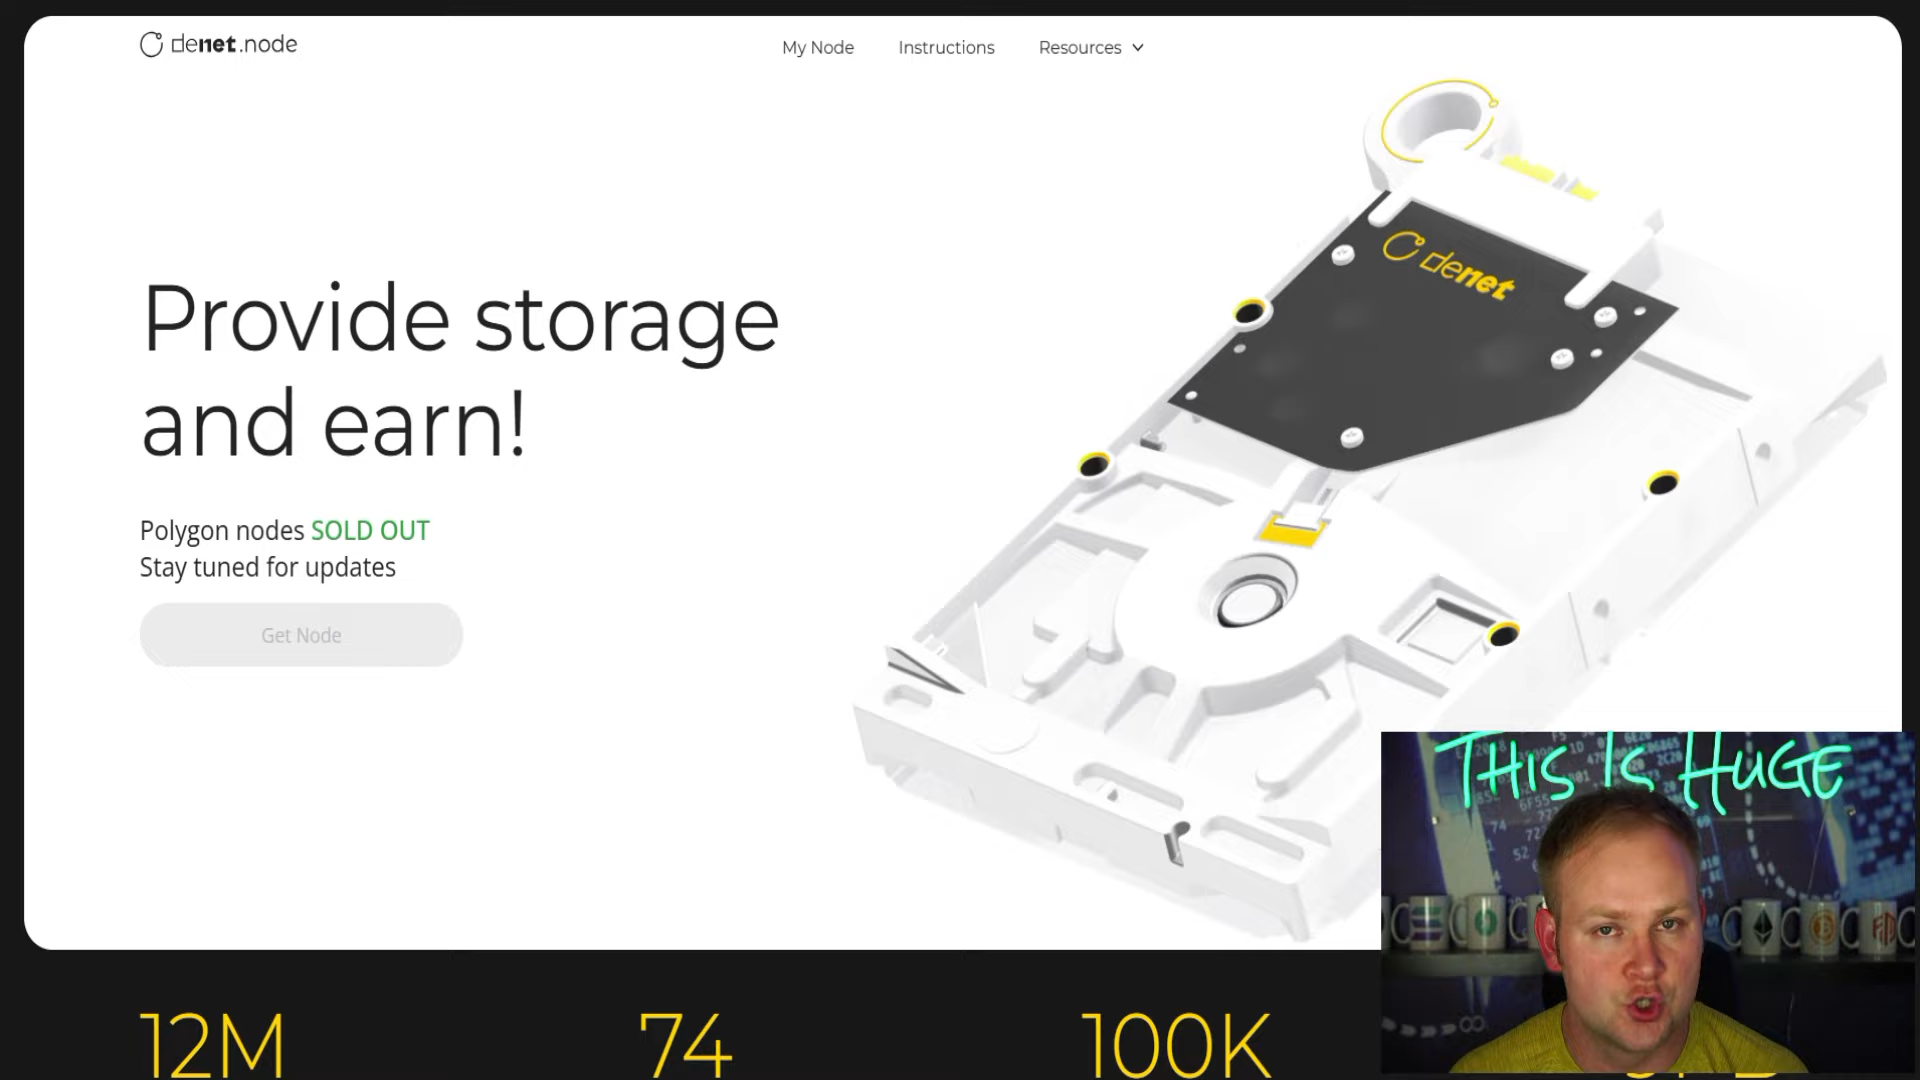 denet.node
My Node
Instructions
Resources
denet
Provide storage
and earn!
Polygon nodes SOLD OUT
Stay tuned for updates
Get Node
THIS IS HUGE
12M
74
100K